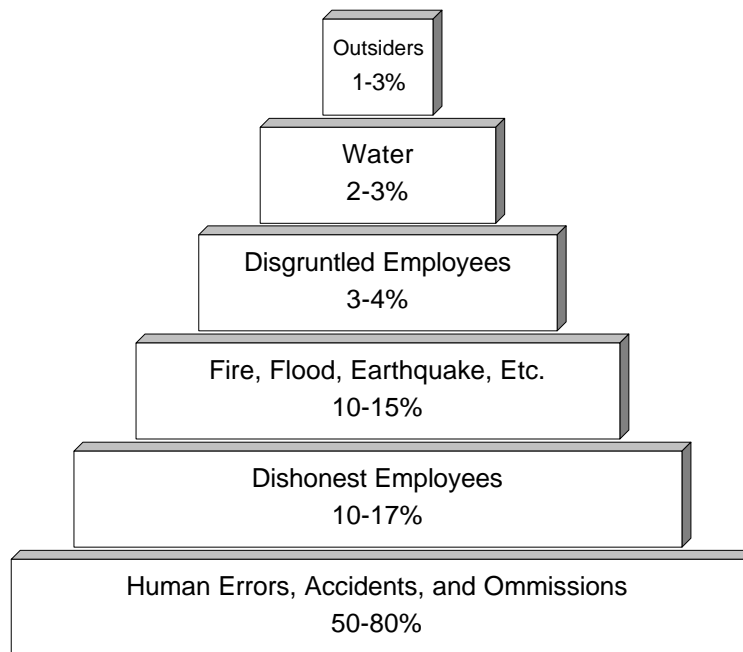 Outsiders
1-3%
Water
2-3%
Disgruntled Employees
3-4%
Fire, Flood, Earthquake, Etc.
10-15%
Dishonest Employees
10-17%
Human Errors, Accidents, and Ommissions
50-80%